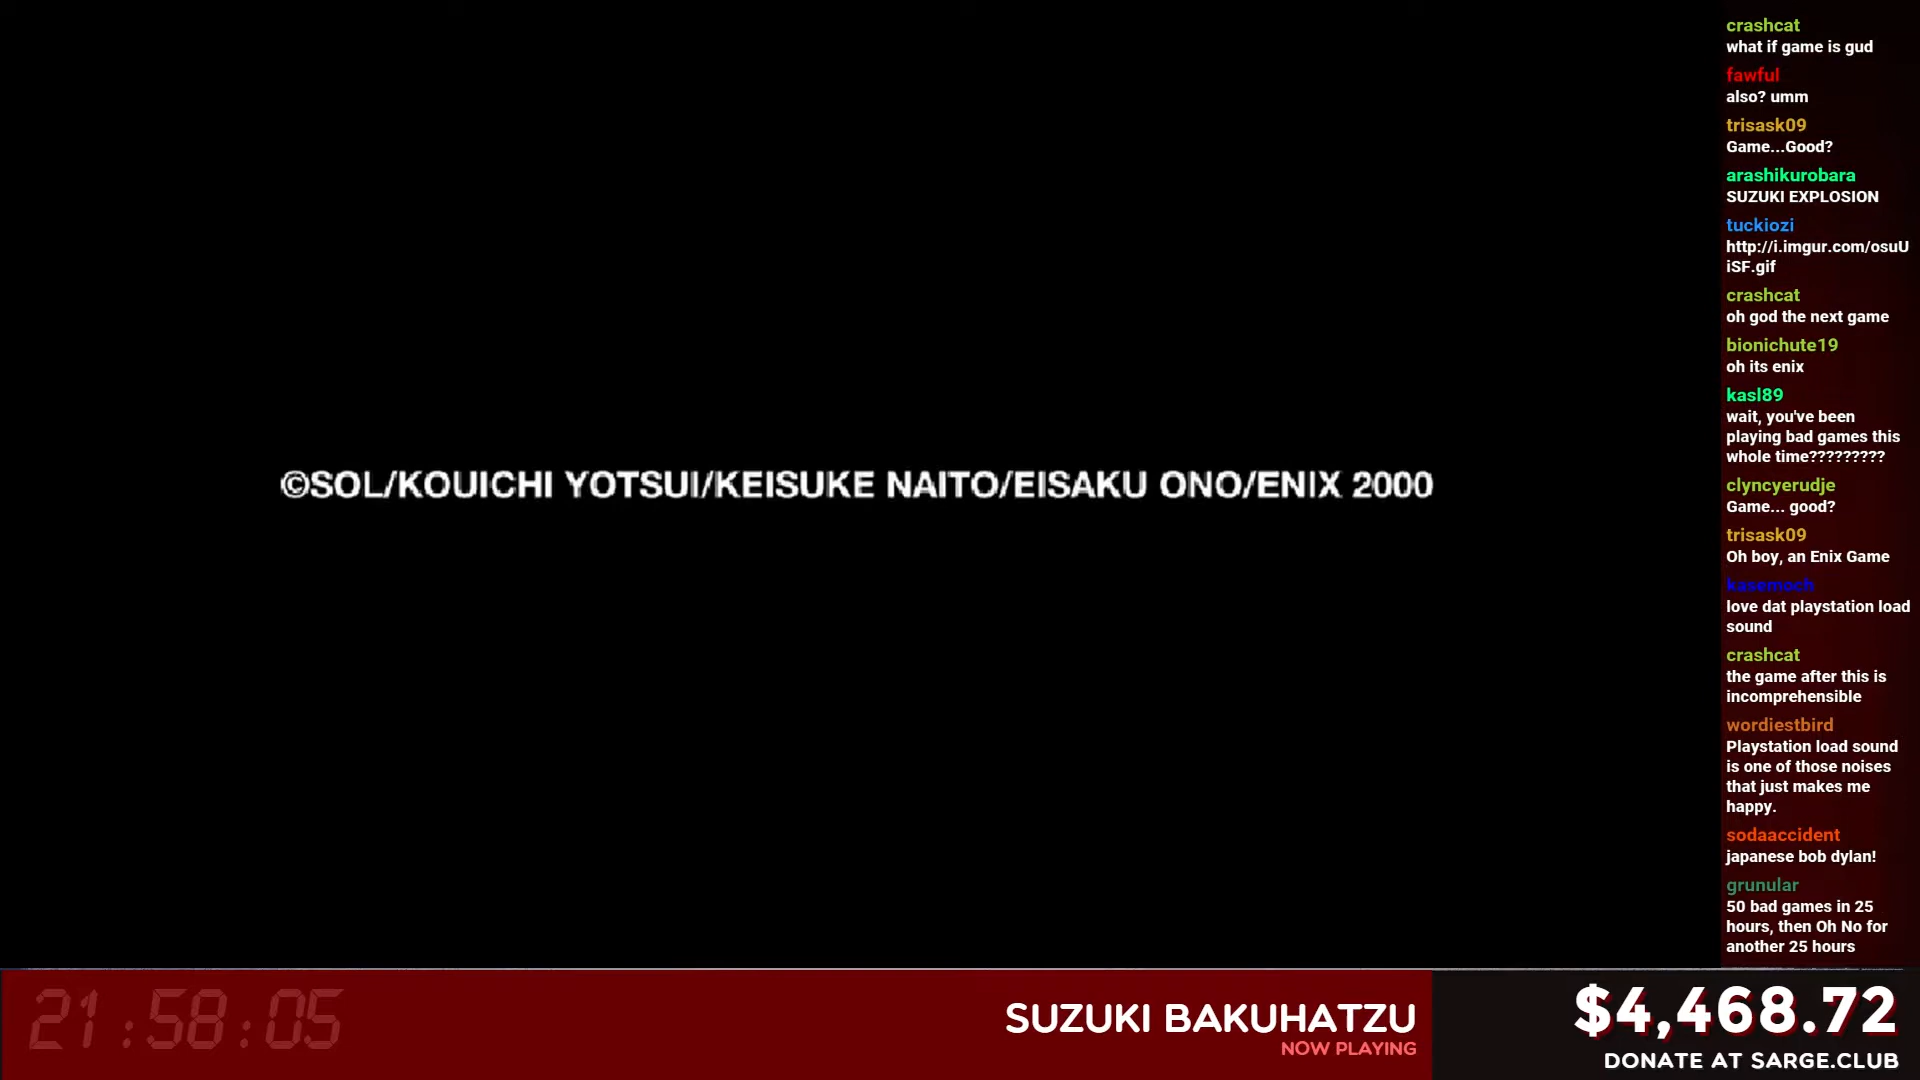 ©SOL/KOUICHI YOTSUI/KEISUKE NAITO/EISAKU ONO/ENIX 2000
crashcat
what if game is gud
fawful
also? umm
trisask09
Game...Good?
arashikurobara
SUZUKI EXPLOSION
tuckiozi
http://i.imgur.com/osuU
iSF.gif
crashcat
oh god the next game
bionichute19
oh its enix
kasl89
wait, you've been
playing bad games this
whole time?????????
clyncyerudje
Game... good?
trisask09
Oh boy, an Enix Game
kasemoch
love dat playstation load
sound
crashcat
the game after this is
incomprehensible
wordiestbird
Playstation load sound
is one of those noises
that just makes me
happy.
sodaaccident
japanese bob dylan!
grunular
50 bad games in 25
hours, then Oh No for
another 25 hours
21:58:05
SUZUKI BAKUHATZU
NOW PLAYING
$4,468.72
DONATE AT SARGE.CLUB